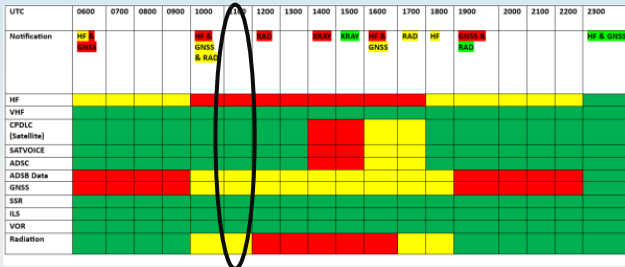 UTC 0600 0700 0800 0900 1000 1100 1200 1300 1400 1500 1600 1700 1800 1900 2000 2100 2200 2300
Notification HF & GNSS HF & GNSS & RAD RAD XRAY XRAY HF & GNSS RAD HF GNSS & RAD HF & GNSS
HF
VHF
CPDLC
(Satellite)
SATVOICE
ADSC
ADSB Data
GNSS
SSR
ILS
VOR
Radiation